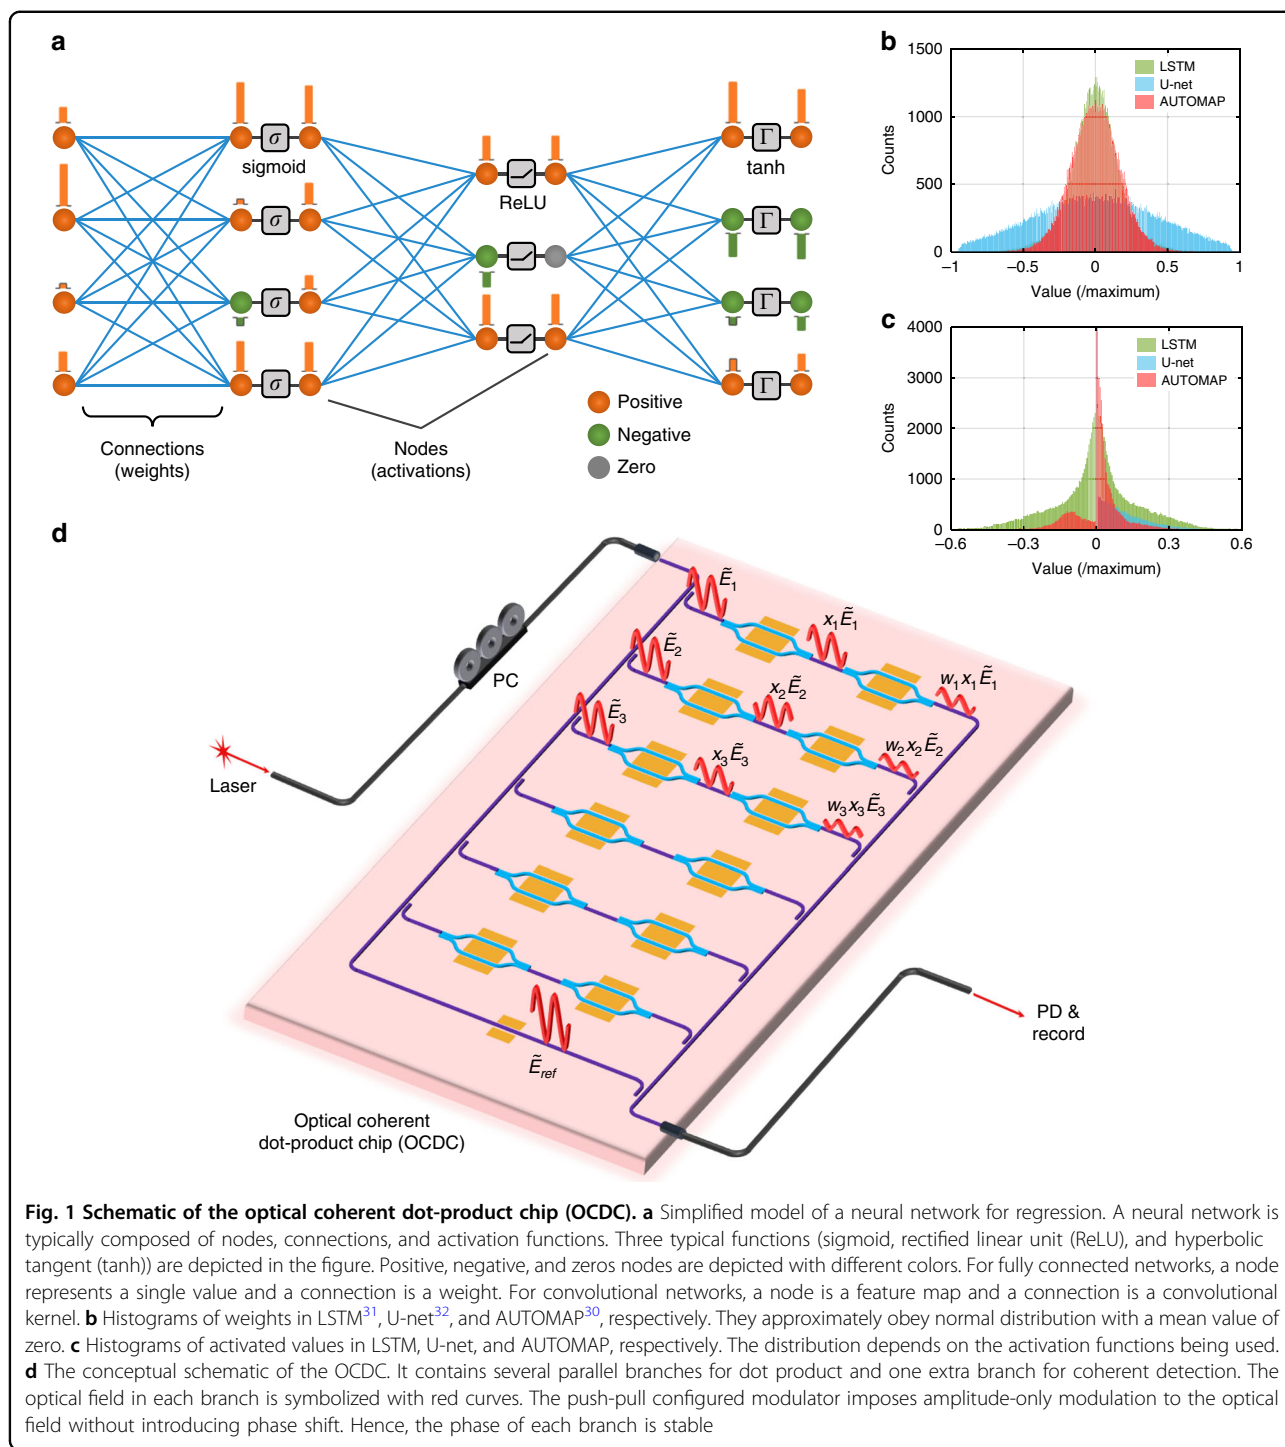 a
sigmoid
σ
σ
σ
σ
ReLU
tanh
Γ
Γ
Γ
Γ
Connections
(weights)
Nodes
(activations)
Positive
Negative
Zero
b
1500
1000
500
0
Counts
LSTM
U-net
AUTOMAP
−1 −0.5 0 0.5 1
Value (/maximum)
c
4000
3000
2000
1000
0
Counts
LSTM
U-net
AUTOMAP
−0.6 −0.3 0 0.3 0.6
Value (/maximum)
d
Laser
PC
Ẽ1
x1Ẽ1
w1x1Ẽ1
Ẽ2
x2Ẽ2
w2x2Ẽ2
Ẽ3
x3Ẽ3
w3x3Ẽ3
Ẽref
PD &
record
Optical coherent
dot-product chip (OCDC)
Fig. 1 Schematic of the optical coherent dot-product chip (OCDC). a Simplified model of a neural network for regression. A neural network is
typically composed of nodes, connections, and activation functions. Three typical functions (sigmoid, rectified linear unit (ReLU), and hyperbolic
tangent (tanh)) are depicted in the figure. Positive, negative, and zeros nodes are depicted with different colors. For fully connected networks, a node
represents a single value and a connection is a weight. For convolutional networks, a node is a feature map and a connection is a convolutional
kernel. b Histograms of weights in LSTM31, U-net32, and AUTOMAP30, respectively. They approximately obey normal distribution with a mean value of
zero. c Histograms of activated values in LSTM, U-net, and AUTOMAP, respectively. The distribution depends on the activation functions being used.
d The conceptual schematic of the OCDC. It contains several parallel branches for dot product and one extra branch for coherent detection. The
optical field in each branch is symbolized with red curves. The push-pull configured modulator imposes amplitude-only modulation to the optical
field without introducing phase shift. Hence, the phase of each branch is stable